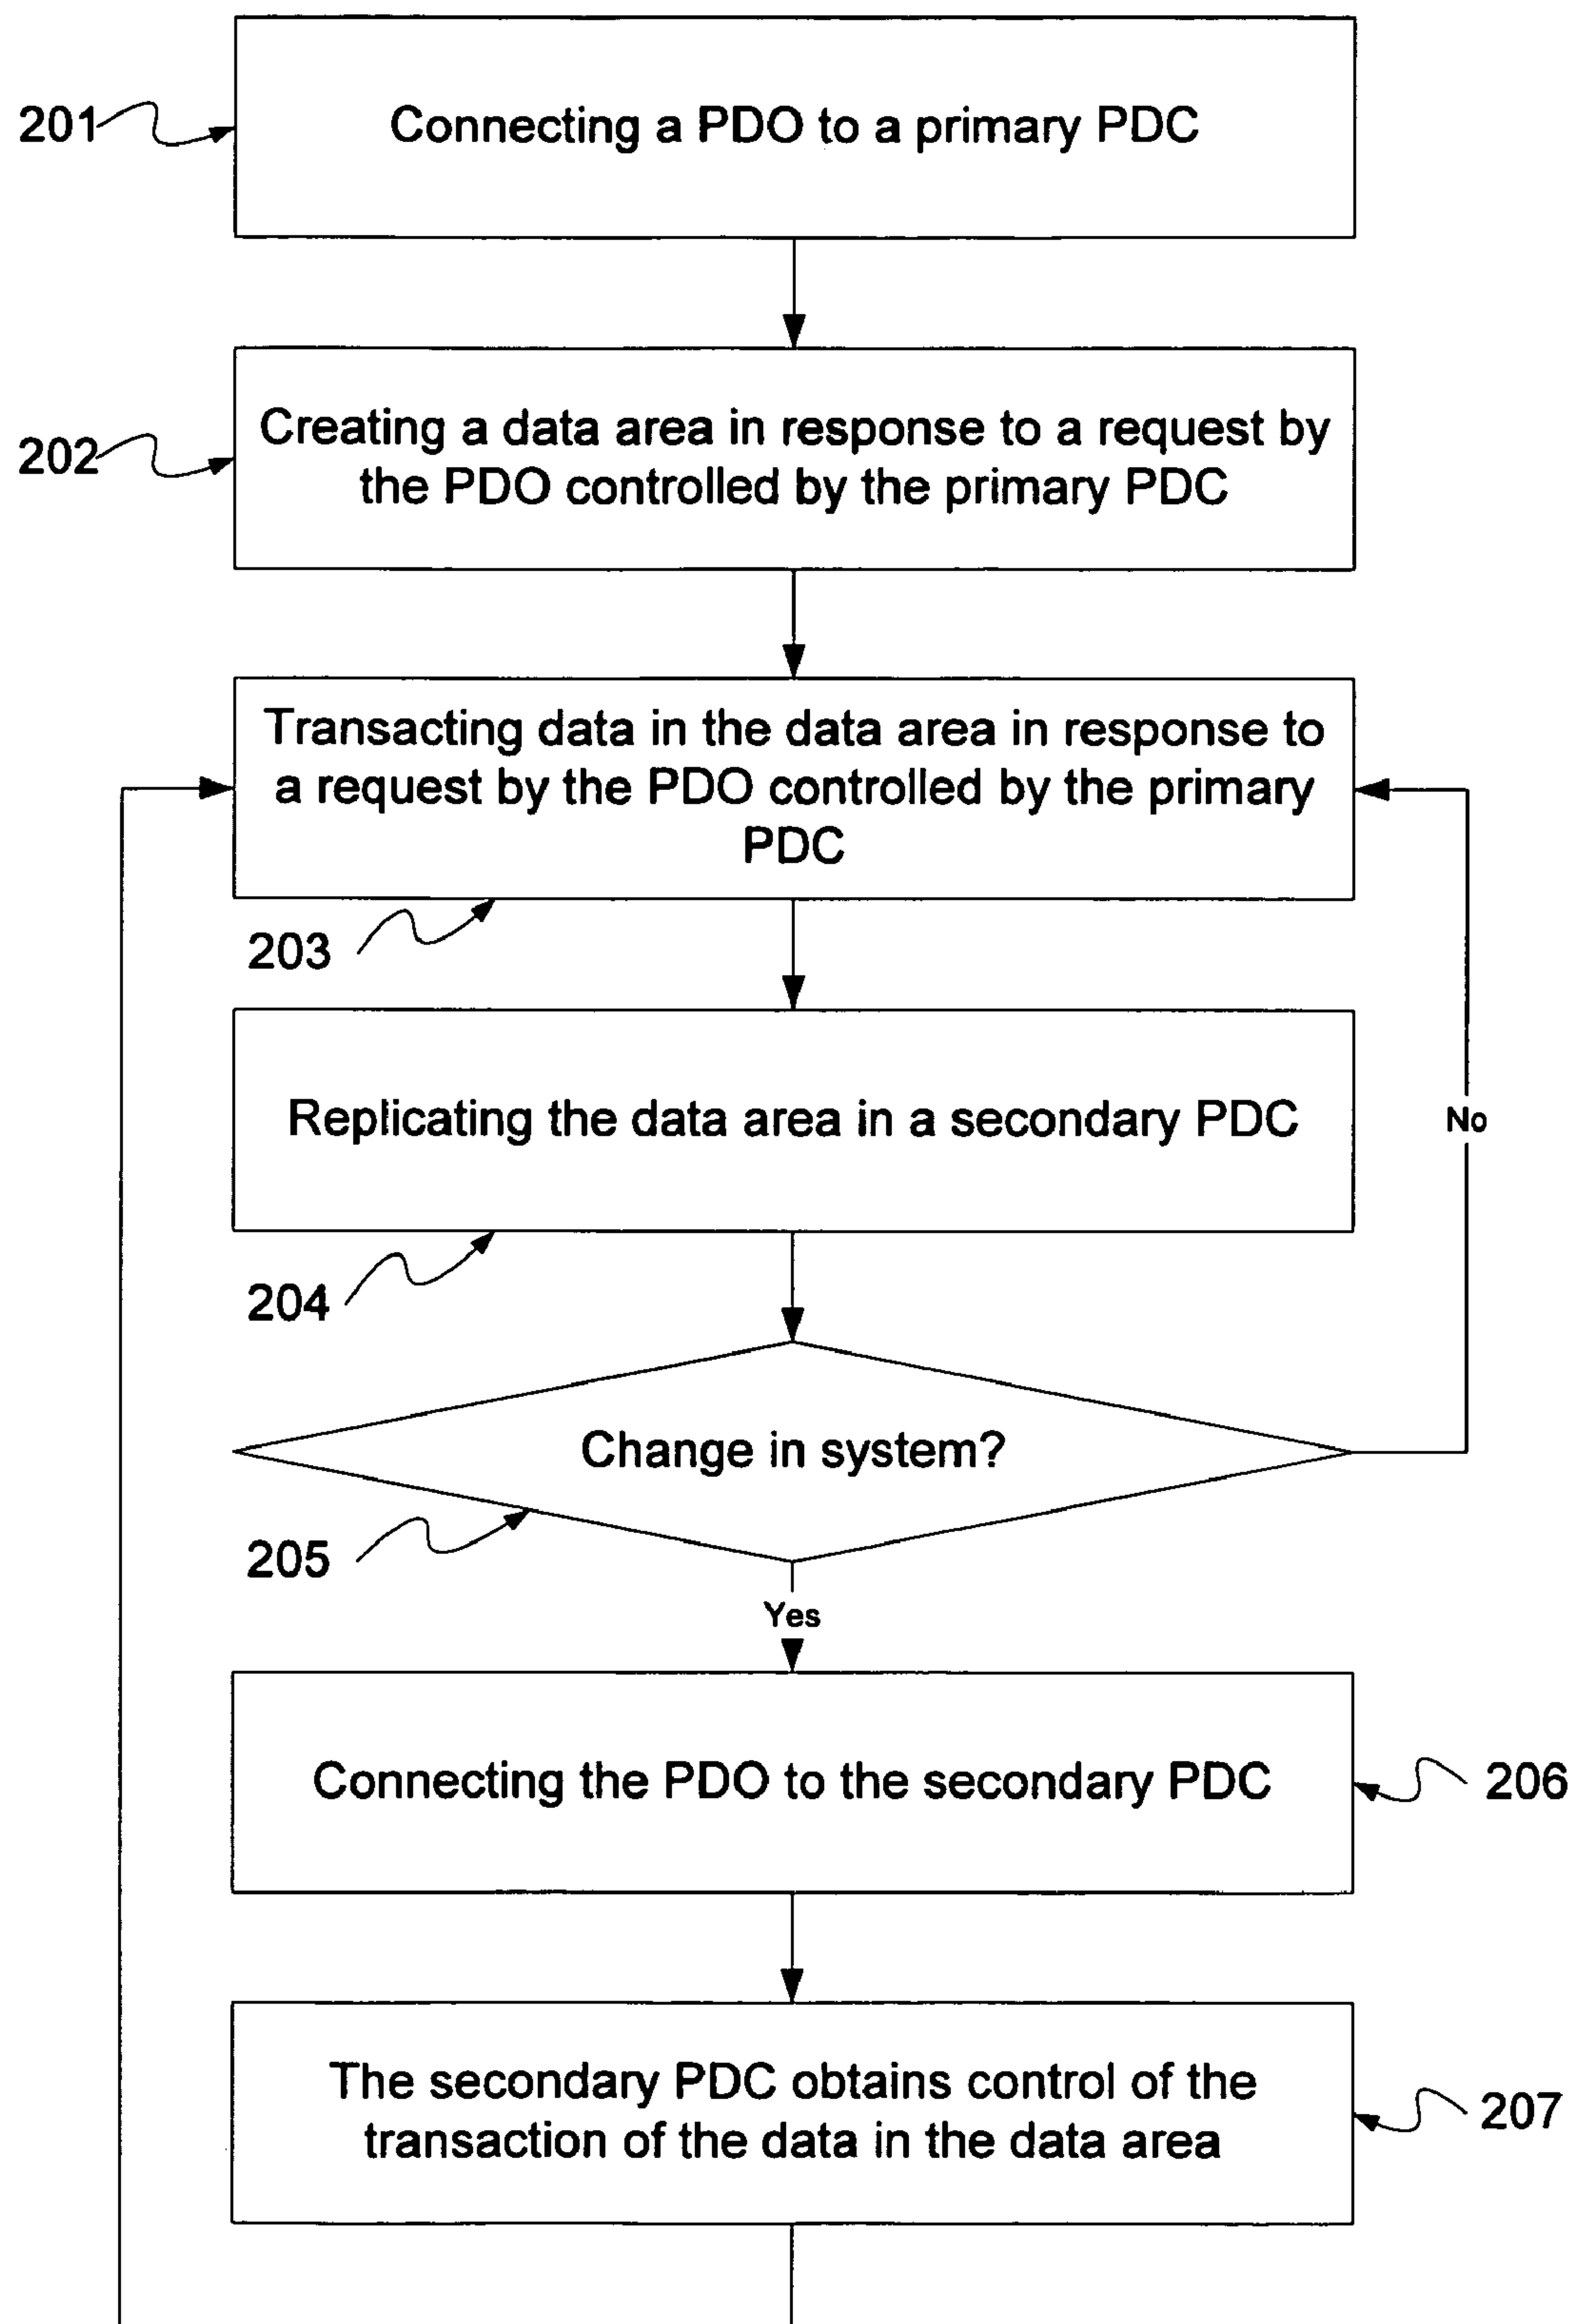 201
Connecting a PDO to a primary PDC
202
Creating a data area in response to a request by
the PDO controlled by the primary PDC
Transacting data in the data area in response to
a request by the PDO controlled by the primary
PDC
203
Replicating the data area in a secondary PDC
No
204
Change in system?
205
Yes
Connecting the PDO to the secondary PDC
206
The secondary PDC obtains control of the
transaction of the data in the data area
207